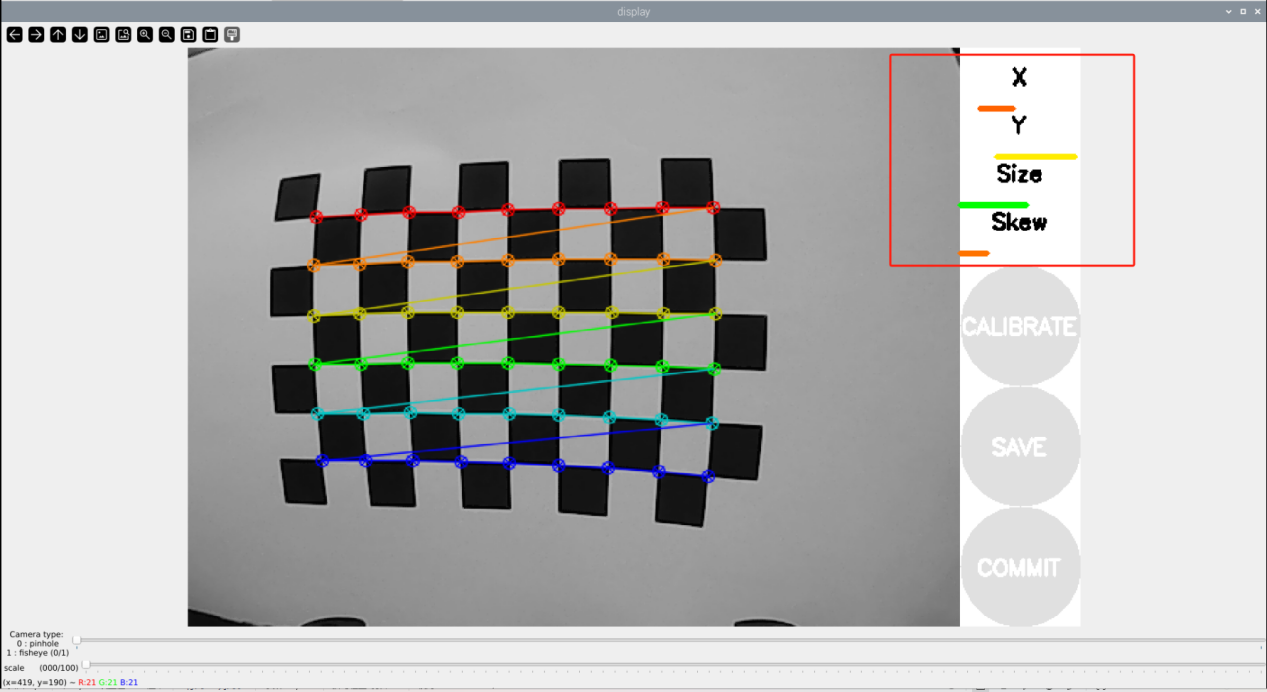 display
X
Y
Size
Skew
CALIBRATE
SAVE
COMMIT
Camera type:
0 : pinhole
1 : fisheye (0/1)
scale (000/100)
(x=419, y=190) ~ R:21 G:21 B:21